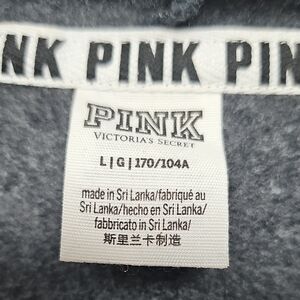 NK PINK PIN
PINK
VICTORIA'S SECRET
L|G|170/104A
made in Sri Lanka/fabriqué au
Sri Lanka/hecho en Sri Lanka/
fabbricato in Sri Lanka/
斯里兰卡制造